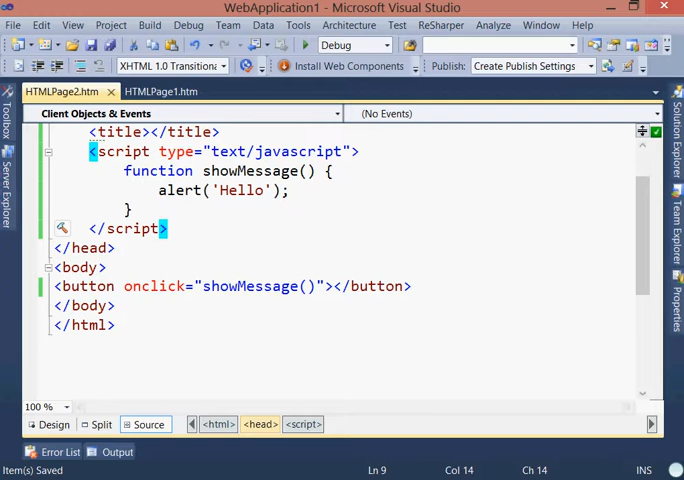 WebApplication1 - Microsoft Visual Studio
File Edit View Project Build Debug Team Data Tools Architecture Test ReSharper Analyze Window Help
Debug
XHTML 1.0 Transitiona Install Web Components Publish: Create Publish Settings
HTMLPage2.htm HTMLPage1.htm
Client Objects & Events (No Events)
<title></title>
<script type="text/javascript">
function showMessage() {
alert('Hello');
}
</script>
</head>
<body>
<button onclick="showMessage()"></button>
</body>
</html>
100 %
Design Split Source <html> <head> <script>
Error List Output
Item(s) Saved Ln 9 Col 14 Ch 14 INS
Toolbox
Server Explorer
Solution Explorer
Team Explorer
Properties